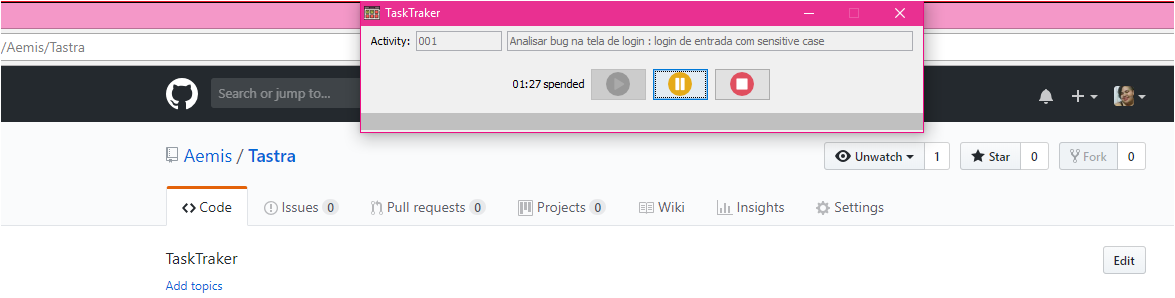 TaskTraker
/Aemis/Tastra
Activity: 001 Analisar bug na tela de login : login de entrada com sensitive case
01:27 spended
Search or jump to...
Aemis / Tastra
Unwatch 1 Star 0 Fork 0
Code Issues 0 Pull requests 0 Projects 0 Wiki Insights Settings
TaskTraker
Edit
Add topics